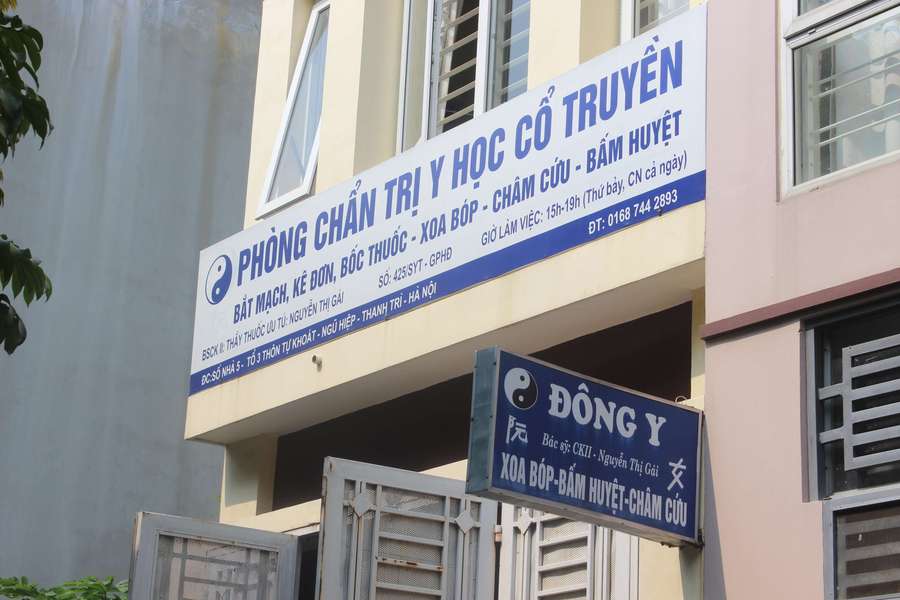 PHÒNG CHẨN TRỊ Y HỌC CỔ TRUYỀN
BẮT MẠCH, KÊ ĐƠN, BỐC THUỐC - XOA BÓP - CHÂM CỨU - BẤM HUYỆT
BSCK II: THẦY THUỐC ƯU TÚ: NGUYỄN THỊ GÁI SỐ: 425/SYT - GPHĐ GIỜ LÀM VIỆC: 15h-19h (Thứ bảy, CN cả ngày)
ĐC:SỐ NHÀ 5 - TỔ 3 THÔN TỰ KHOÁT - NGŨ HIỆP - THANH TRÌ - HÀ NỘI ĐT: 0168 744 2893
ĐÔNG Y
阮 Bác sỹ: CKII - Nguyễn Thị Gái 女
XOA BÓP-BẤM HUYỆT-CHÂM CỨU